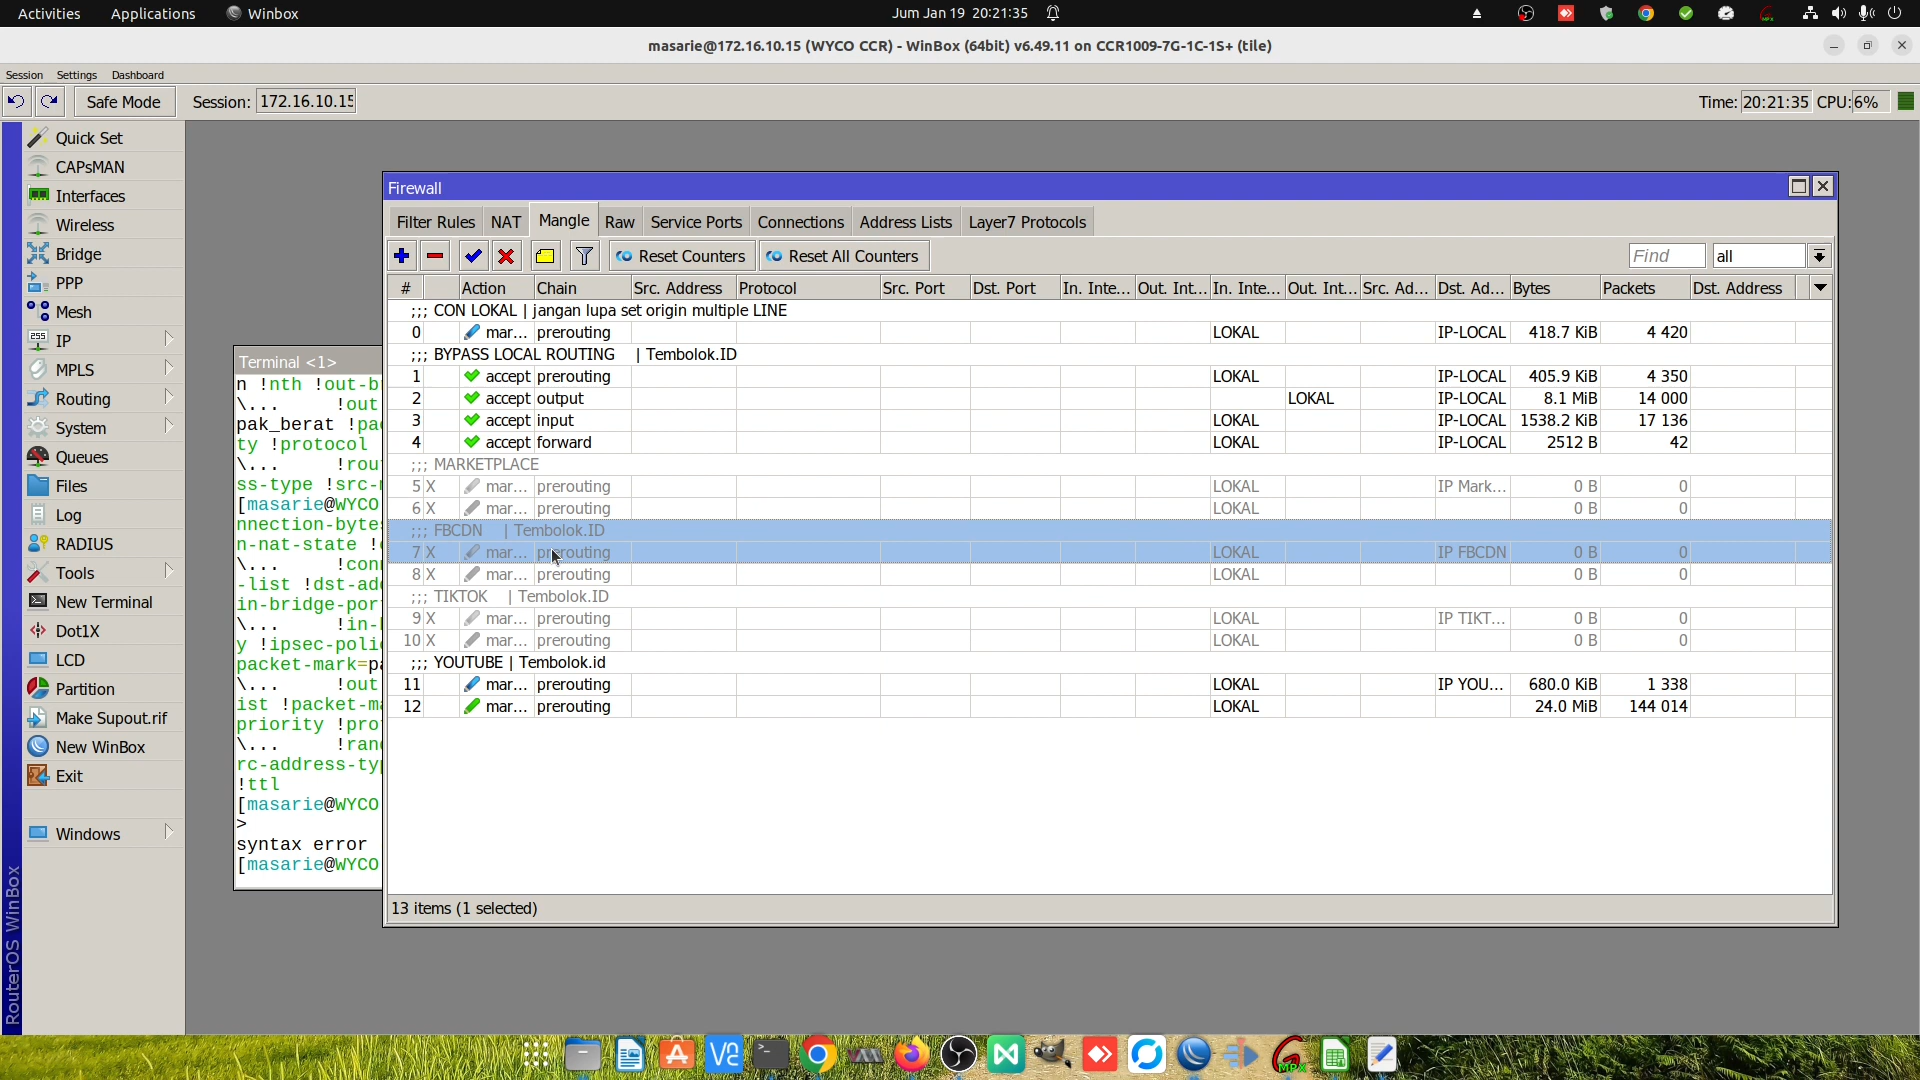 Activities Applications Winbox Jum Jan 19 20:21:35
masarie@172.16.10.15 (WYCO CCR) - WinBox (64bit) v6.49.11 on CCR1009-7G-1C-1S+ (tile)
Session Settings Dashboard
Safe Mode Session: 172.16.10.15 Time: 20:21:35 CPU: 6%
Quick Set
CAPsMAN
Interfaces
Wireless
Bridge
PPP
Mesh
IP
MPLS
Routing
System
Queues
Files
Log
RADIUS
Tools
New Terminal
Dot1X
LCD
Partition
Make Supout.rif
New WinBox
Exit
Windows
RouterOS WinBox
Terminal <1>
n !nth !out-b
\... !out
pak_berat !pa
ty !protocol
\... !rou
ss-type !src-
[masarie@WYCO
nnection-byte
n-nat-state !
\... !con
-list !dst-ad
in-bridge-por
\... !in-
y !ipsec-poli
packet-mark=pa
\... !out
ist !packet-m
priority !pro
\... !ran
rc-address-ty
!ttl
[masarie@WYCO
>
syntax error
[masarie@WYCO
Firewall
Filter Rules NAT Mangle Raw Service Ports Connections Address Lists Layer7 Protocols
Reset Counters Reset All Counters Find all
# Action Chain Src. Address Protocol Src. Port Dst. Port In. Inte... Out. Int... In. Inte... Out. Int... Src. Ad... Dst. Ad... Bytes Packets Dst. Address
;;; CON LOKAL | jangan lupa set origin multiple LINE
0 mar... prerouting LOKAL IP-LOCAL 418.7 KiB 4 420
;;; BYPASS LOCAL ROUTING | Tembolok.ID
1 accept prerouting LOKAL IP-LOCAL 405.9 KiB 4 350
2 accept output LOKAL IP-LOCAL 8.1 MiB 14 000
3 accept input LOKAL IP-LOCAL 1538.2 KiB 17 136
4 accept forward LOKAL IP-LOCAL 2512 B 42
;;; MARKETPLACE
5 X mar... prerouting LOKAL IP Mark... 0 B 0
6 X mar... prerouting LOKAL 0 B 0
;;; FBCDN | Tembolok.ID
7 X mar... prerouting LOKAL IP FBCDN 0 B 0
8 X mar... prerouting LOKAL 0 B 0
;;; TIKTOK | Tembolok.ID
9 X mar... prerouting LOKAL IP TIKT... 0 B 0
10 X mar... prerouting LOKAL 0 B 0
;;; YOUTUBE | Tembolok.id
11 mar... prerouting LOKAL IP YOU... 680.0 KiB 1 338
12 mar... prerouting LOKAL 24.0 MiB 144 014
13 items (1 selected)